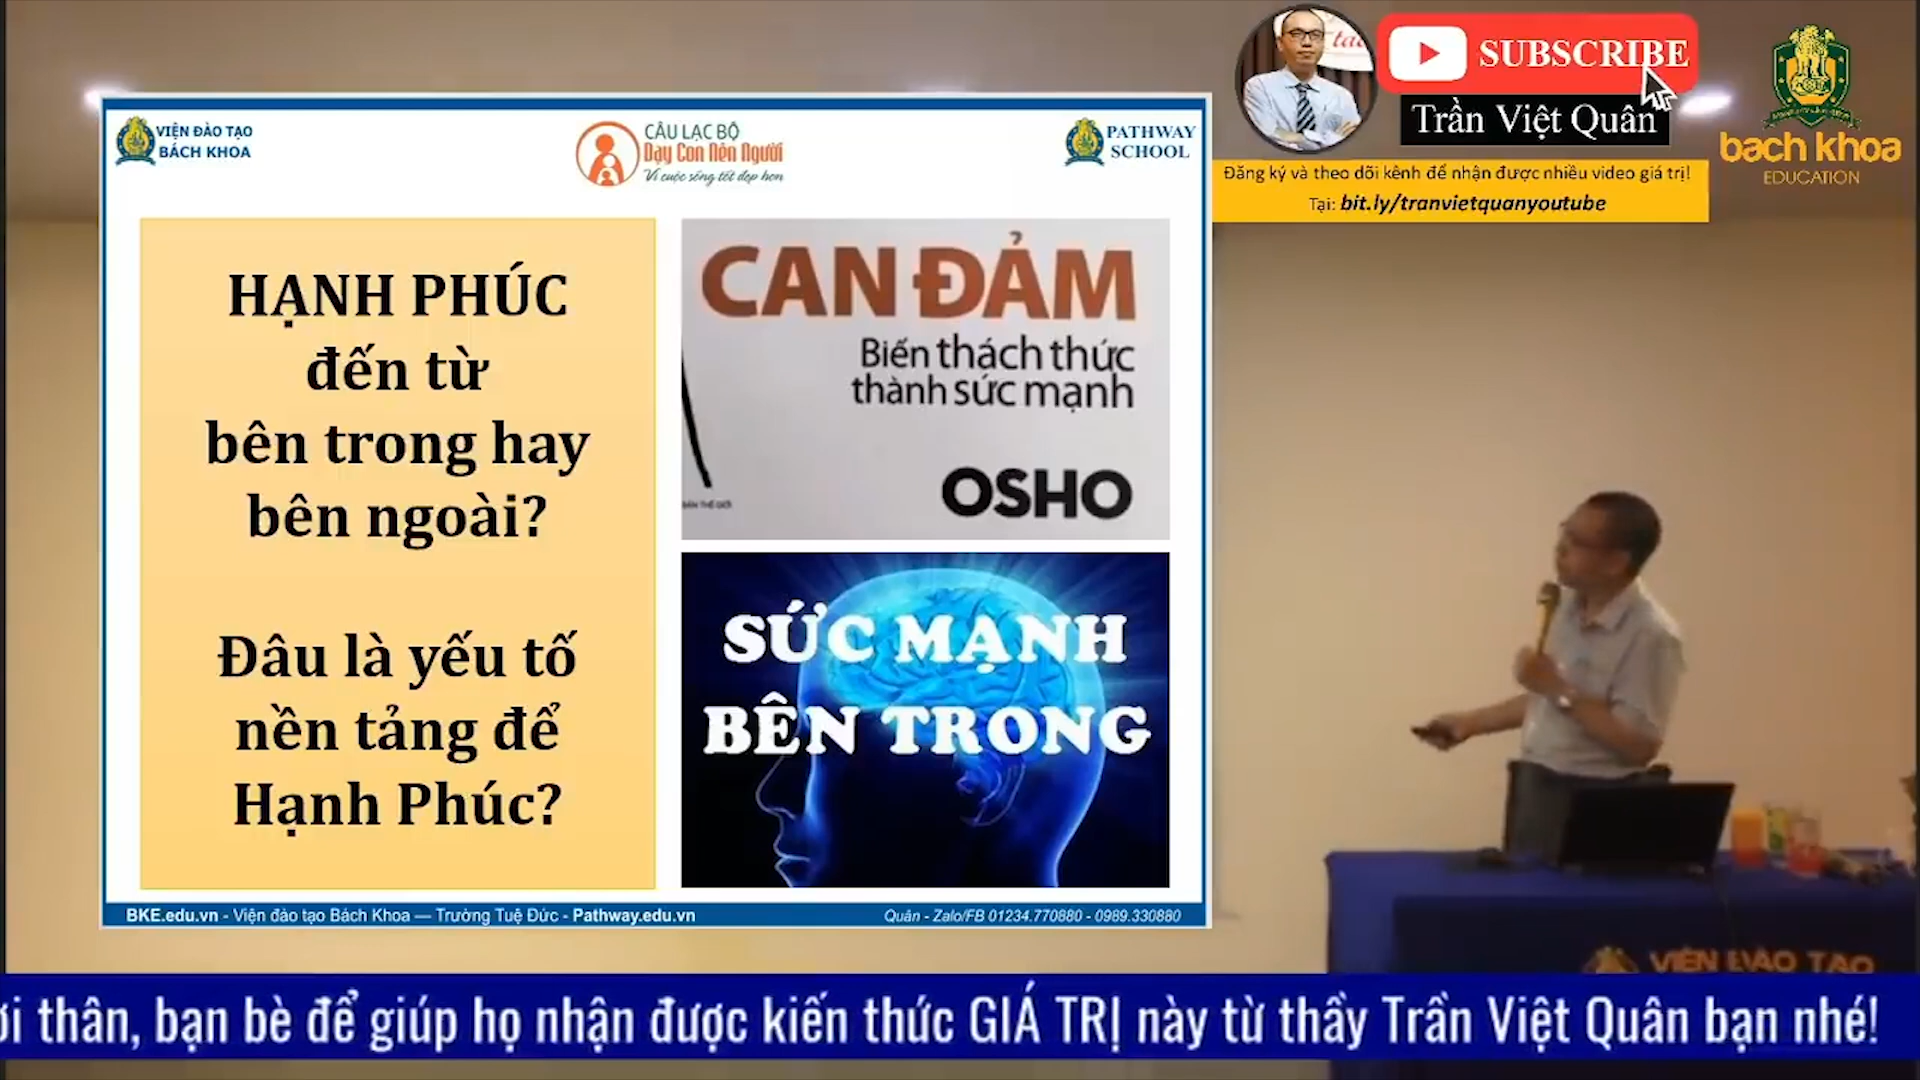 SUBSCRIBE
Trần Việt Quân
Đăng ký và theo dõi kênh để nhận được nhiều video giá trị!
Tại: bit.ly/tranvietquanyoutube
bach khoa
EDUCATION
VIỆN ĐÀO TẠO
BÁCH KHOA
CÂU LẠC BỘ
Dạy Con Nên Người
Vì cuộc sống tốt đẹp hơn
PATHWAY
SCHOOL
HẠNH PHÚC
đến từ
bên trong hay
bên ngoài?
Đâu là yếu tố
nền tảng để
Hạnh Phúc?
CAN ĐẢM
Biến thách thức
thành sức mạnh
OSHO
SỨC MẠNH
BÊN TRONG
BKE.edu.vn - Viện đào tạo Bách Khoa — Trường Tuệ Đức - Pathway.edu.vn
Quân - Zalo/FB 01234.770880 - 0989.330880
VIỆN ĐÀO TẠO
thân, bạn bè để giúp họ nhận được kiến thức GIÁ TRỊ này từ thầy Trần Việt Quân bạn nhé!